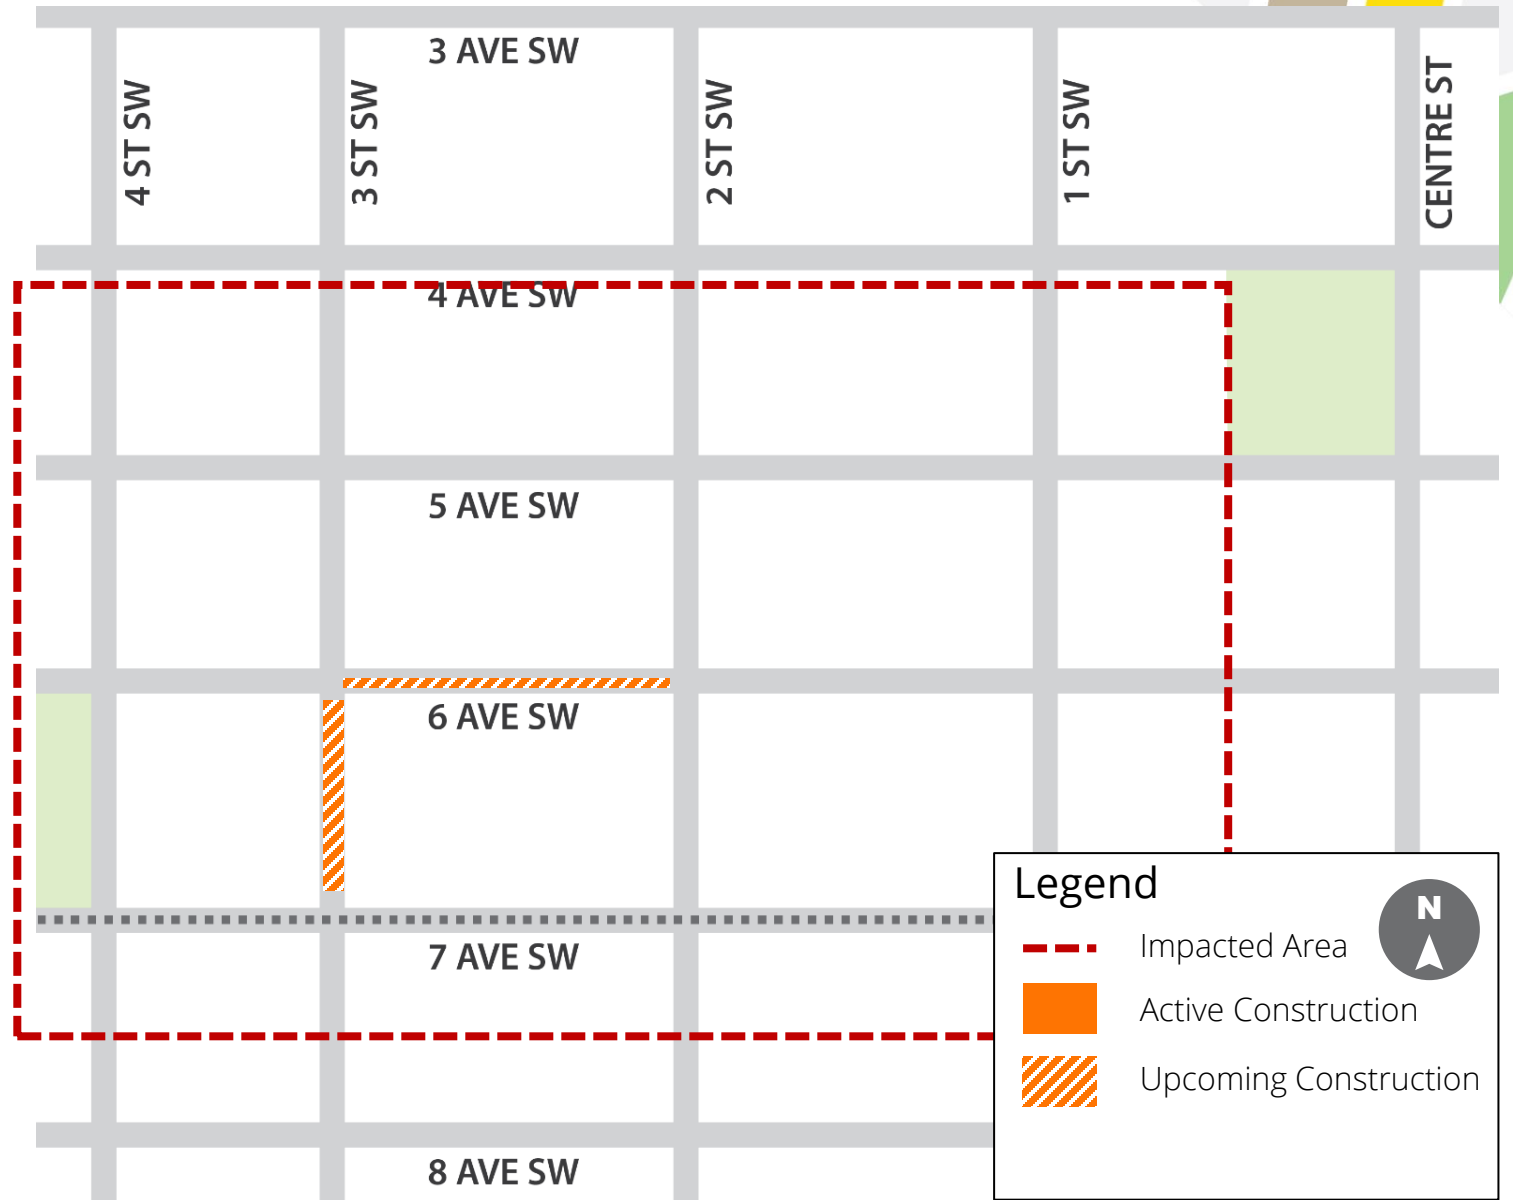 3 AVE SW
4 ST SW
3 ST SW
2 ST SW
1 ST SW
CENTRE ST
4 AVE SW
5 AVE SW
6 AVE SW
7 AVE SW
8 AVE SW
Legend
N
Impacted Area
Active Construction
Upcoming Construction